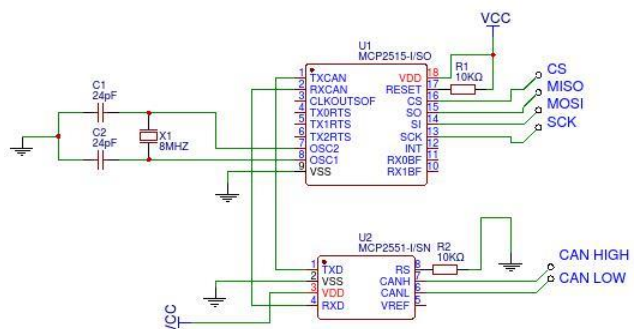 VCC
U1
MCP2515-I/SO
R1
10KΩ
C1
24pF
C2
24pF
X1
8MHZ
1 TXCAN VDD 18
2 RXCAN RESET 17
3 CLKOUTSOF CS 16
4 TX0RTS SO 15
5 TX1RTS SI 14
6 TX2RTS SCK 13
7 OSC2 INT 12
8 OSC1 RX0BF 11
9 VSS RX1BF 10
CS
MISO
MOSI
SCK
U2
MCP2551-I/SN
R2
10KΩ
1 TXD RS 8
2 VSS CANH 7
3 VDD CANL 6
4 RXD VREF 5
CAN HIGH
CAN LOW
VCC